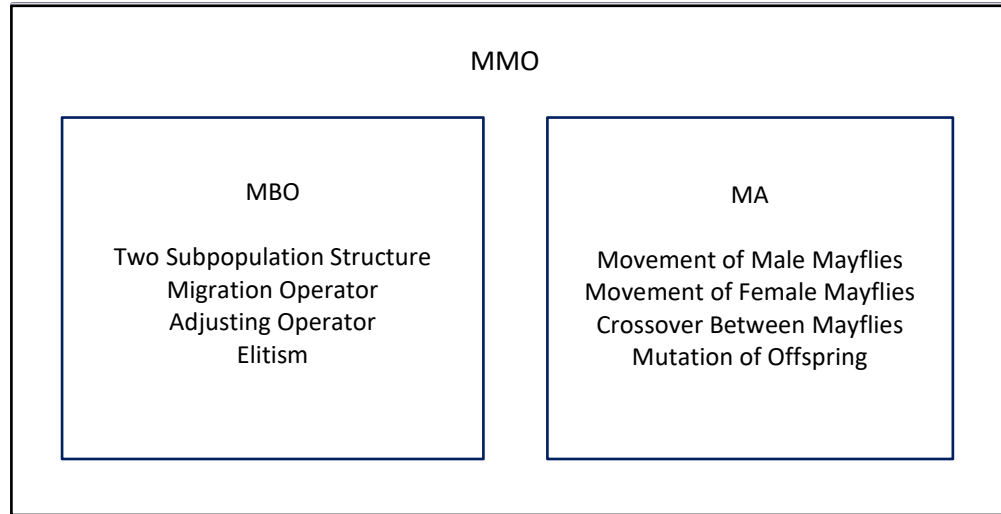 MMO
MBO
Two Subpopulation Structure
Migration Operator
Adjusting Operator
Elitism
MA
Movement of Male Mayflies
Movement of Female Mayflies
Crossover Between Mayflies
Mutation of Offspring